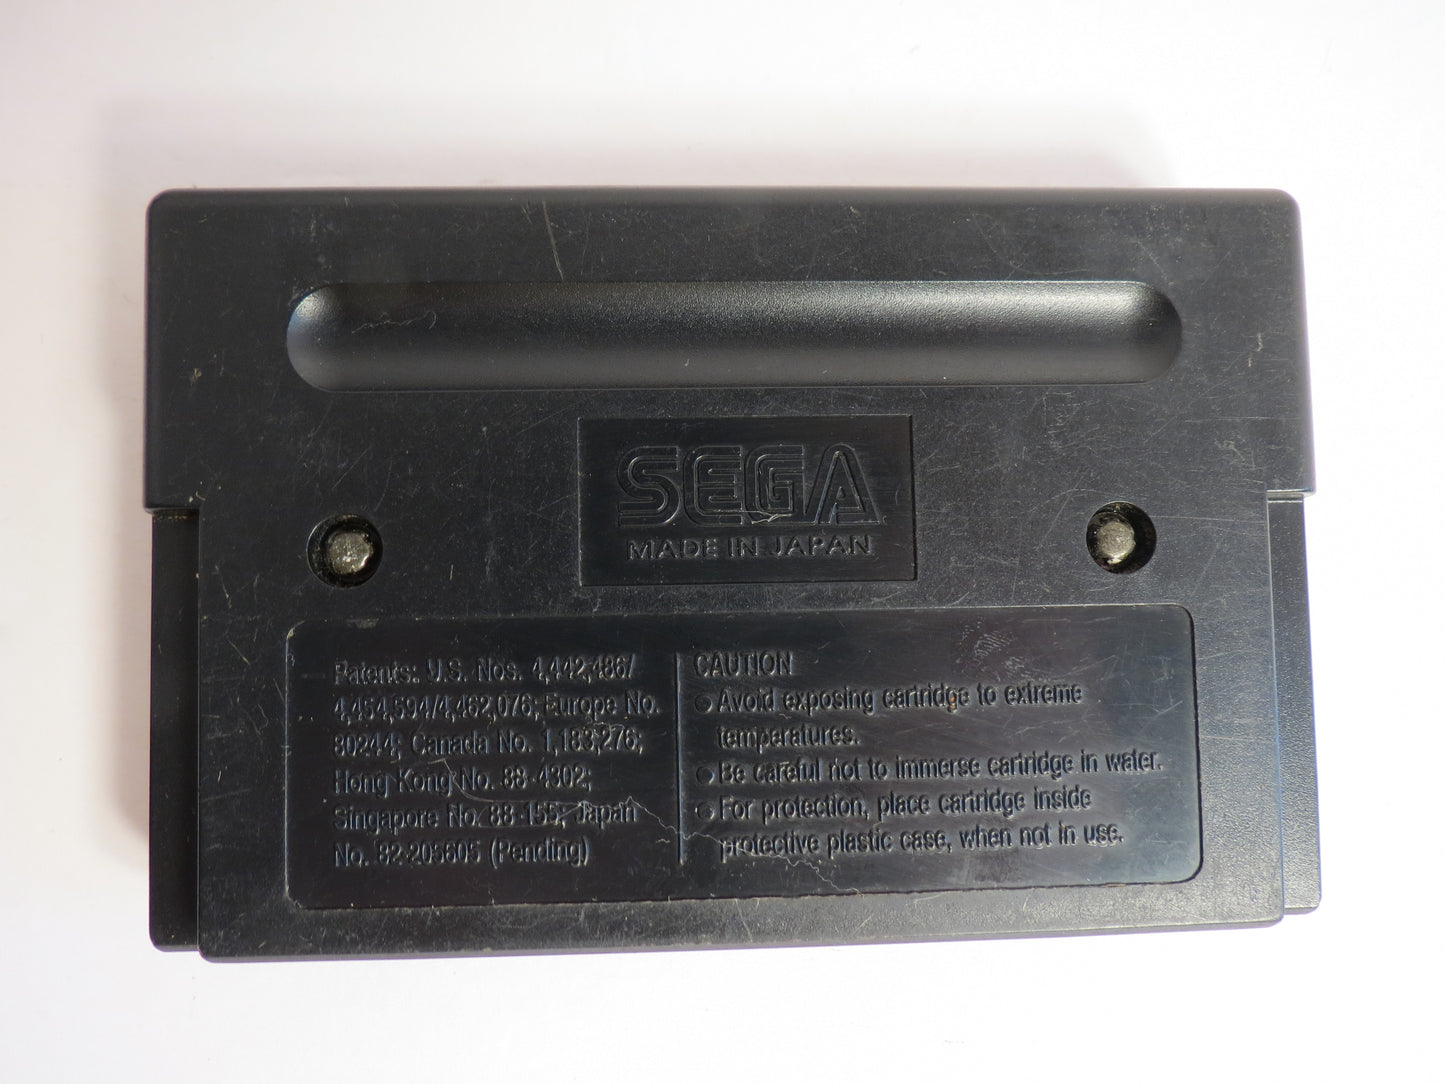 SEGA
MADE IN JAPAN
Patents: U.S. Nos. 4,442,486/
4,454,594/4,462,076; Europe No.
80244; Canada No. 1,183,276;
Hong Kong No. 88-4302;
Singapore No. 88-155; Japan
No. 82-205605 (Pending)
CAUTION
● Avoid exposing cartridge to extreme
temperatures.
● Be careful not to immerse cartridge in water.
● For protection, place cartridge inside
protective plastic case, when not in use.